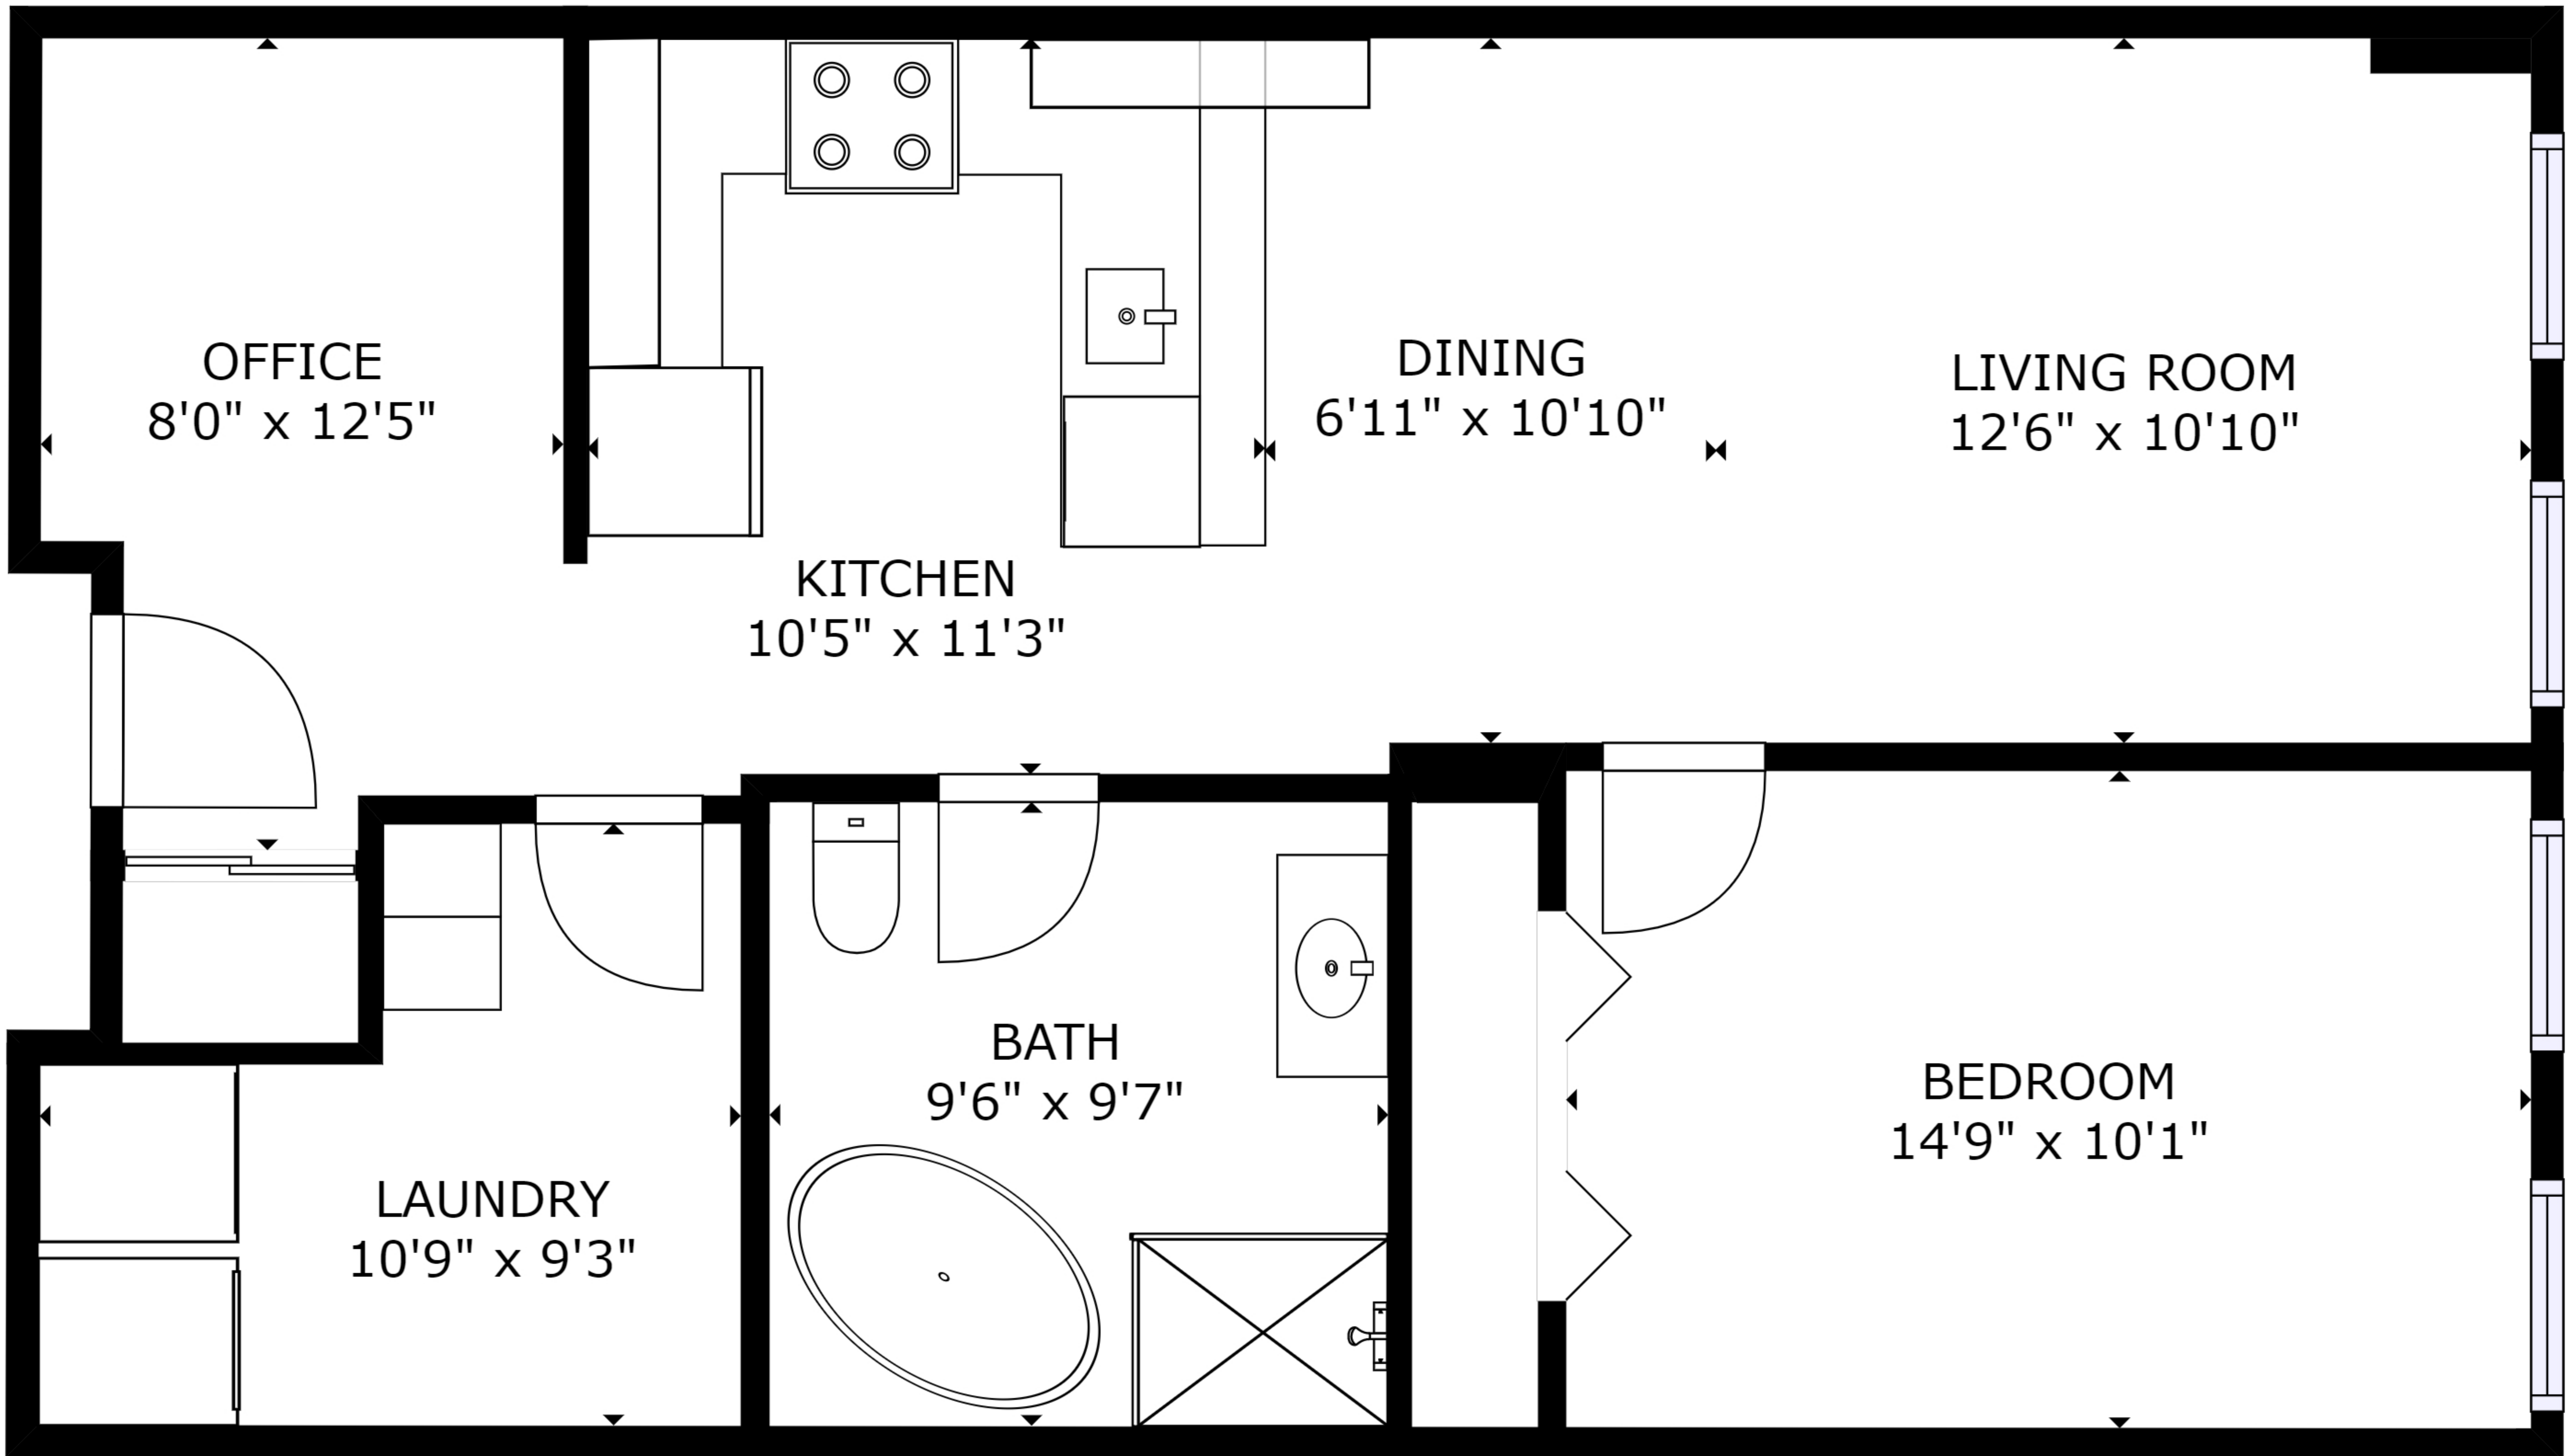 OFFICE
8'0" x 12'5"
DINING
6'11" x 10'10"
LIVING ROOM
12'6" x 10'10"
KITCHEN
10'5" x 11'3"
BATH
9'6" x 9'7"
BEDROOM
14'9" x 10'1"
LAUNDRY
10'9" x 9'3"